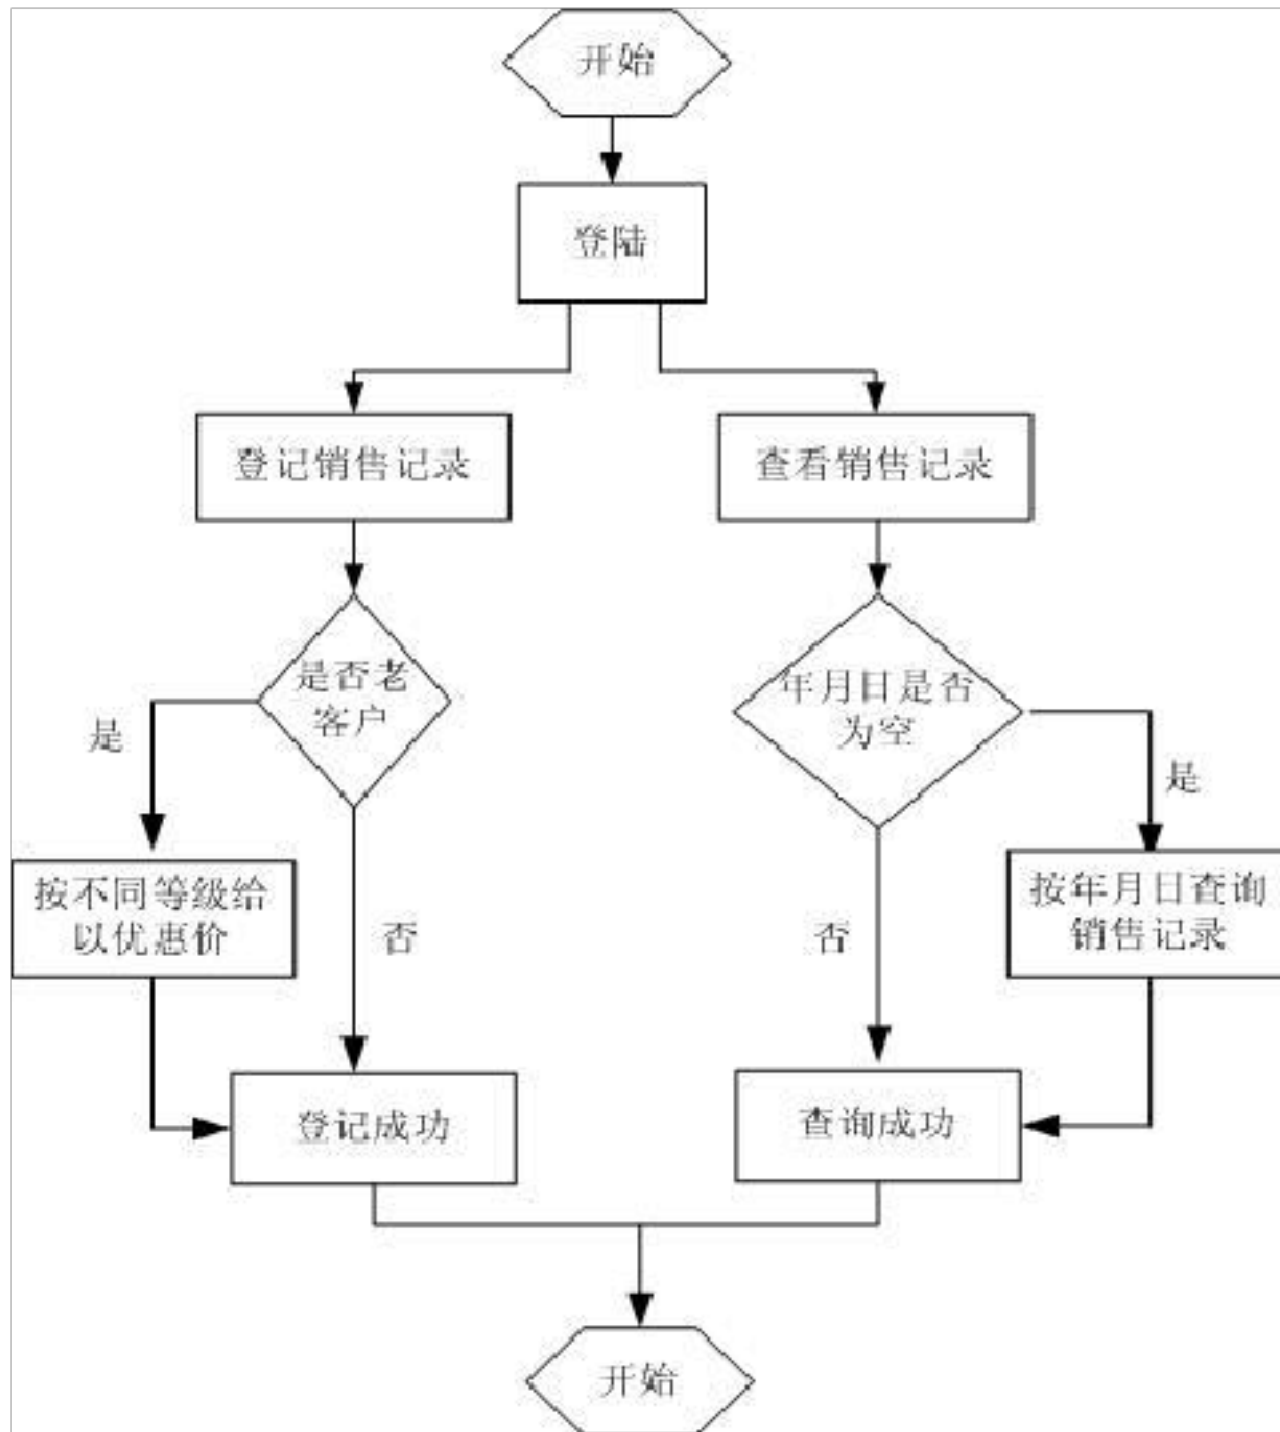 开始
登陆
登记销售记录
查看销售记录
是否老
客户
年月日是否
为空
是
是
按不同等级给
以优惠价
按年月日查询
销售记录
否
否
登记成功
查询成功
开始